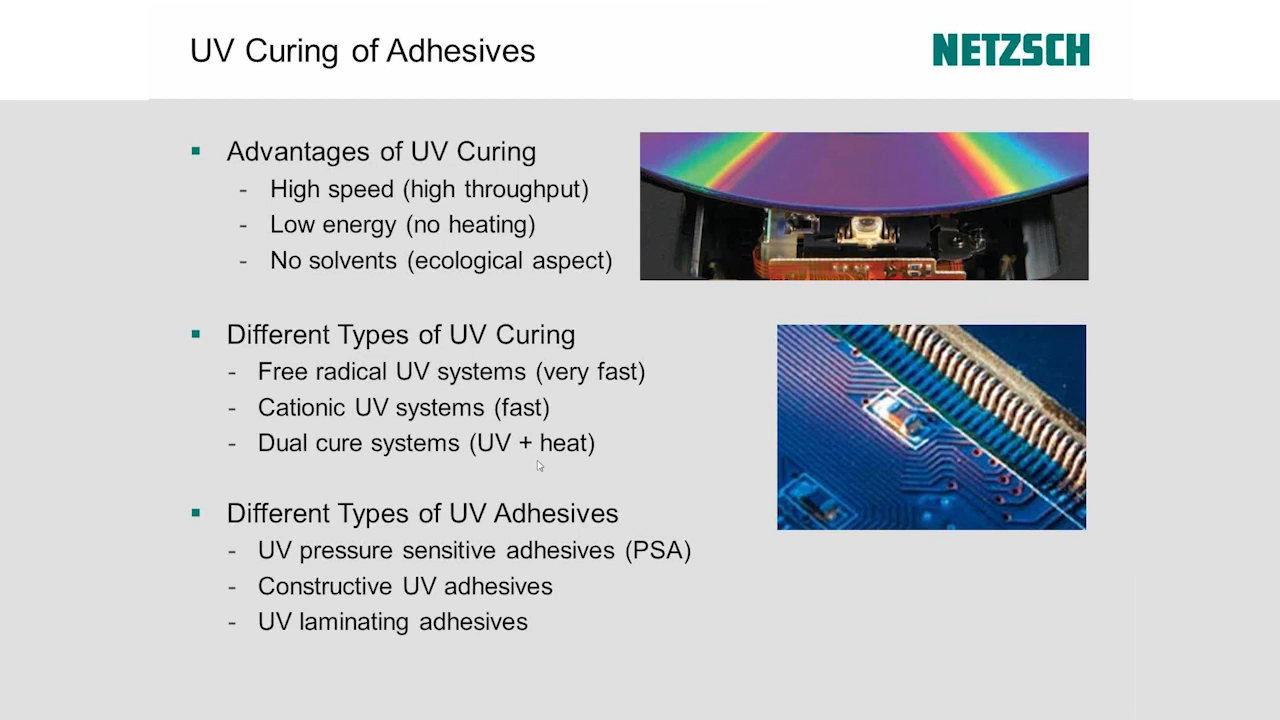 UV Curing of Adhesives
NETZSCH
▪ Advantages of UV Curing
- High speed (high throughput)
- Low energy (no heating)
- No solvents (ecological aspect)
▪ Different Types of UV Curing
- Free radical UV systems (very fast)
- Cationic UV systems (fast)
- Dual cure systems (UV + heat)
▪ Different Types of UV Adhesives
- UV pressure sensitive adhesives (PSA)
- Constructive UV adhesives
- UV laminating adhesives